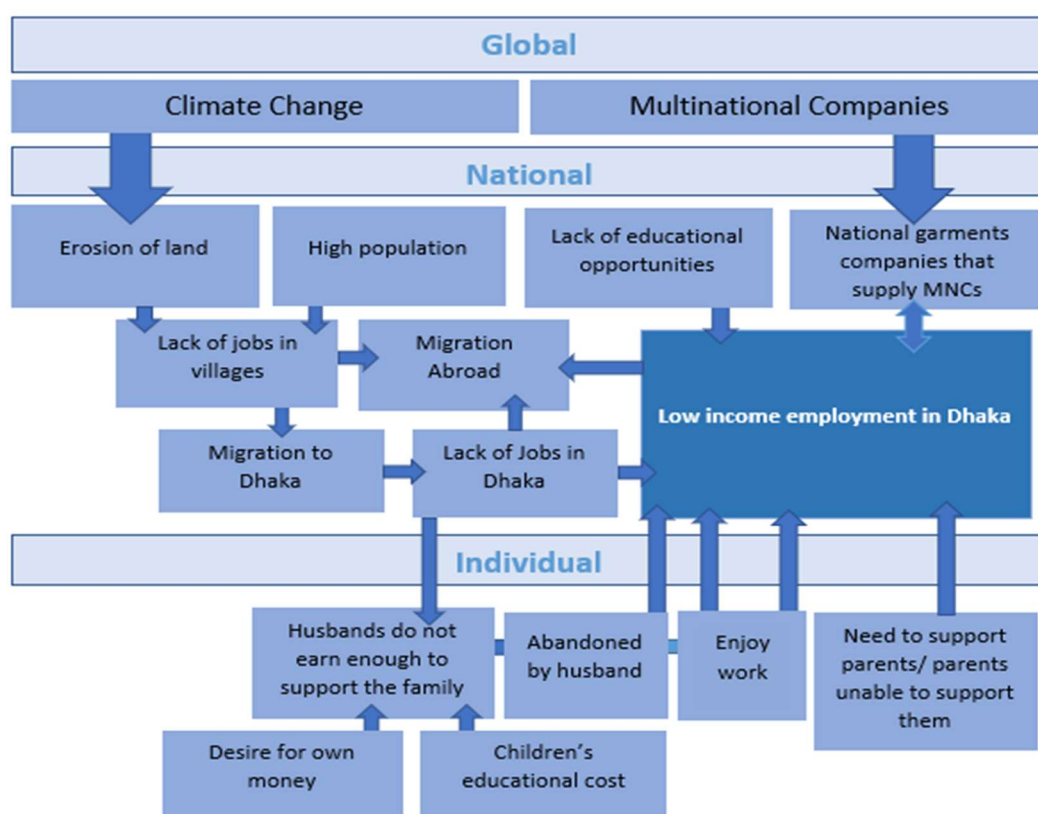 Global
Climate Change
Multinational Companies
National
Erosion of land
High population
Lack of educational
opportunities
National garments
companies that
supply MNCs
Lack of jobs in
villages
Migration
Abroad
Low income employment in Dhaka
Migration to
Dhaka
Lack of Jobs in
Dhaka
Individual
Husbands do not
earn enough to
support the family
Abandoned
by husband
Enjoy
work
Need to support
parents/ parents
unable to support
them
Desire for own
money
Children’s
educational cost